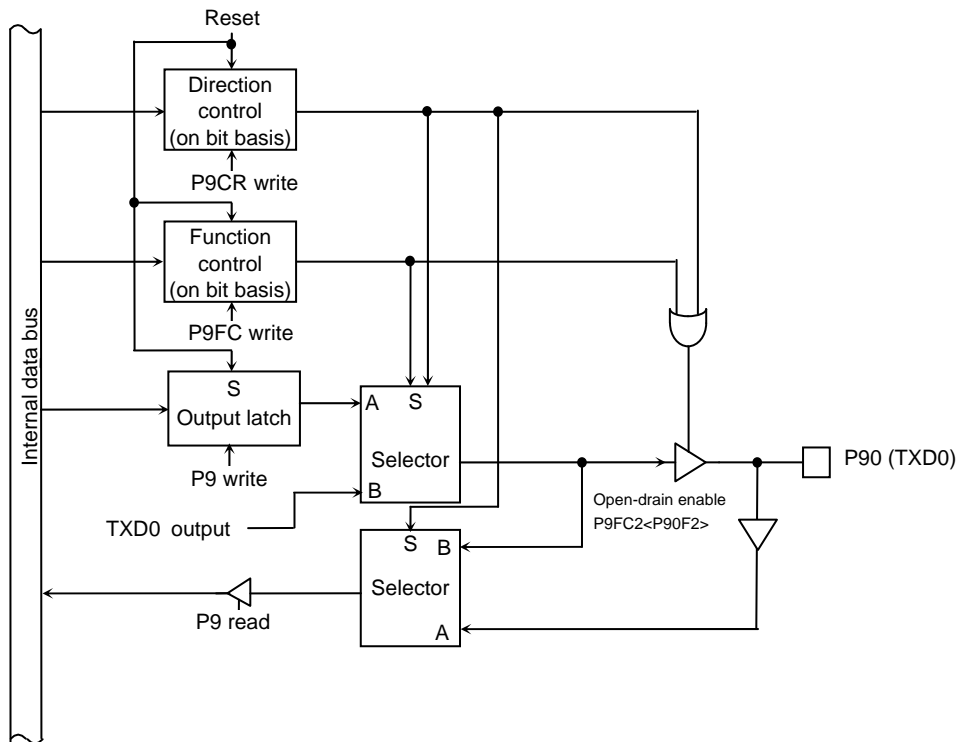 Reset
Direction
control
(on bit basis)
P9CR write
Function
control
(on bit basis)
P9FC write
Internal data bus
S
Output latch
P9 write
A
S
Selector
B
TXD0 output
P90 (TXD0)
Open-drain enable
P9FC2<P90F2>
S
B
Selector
A
P9 read